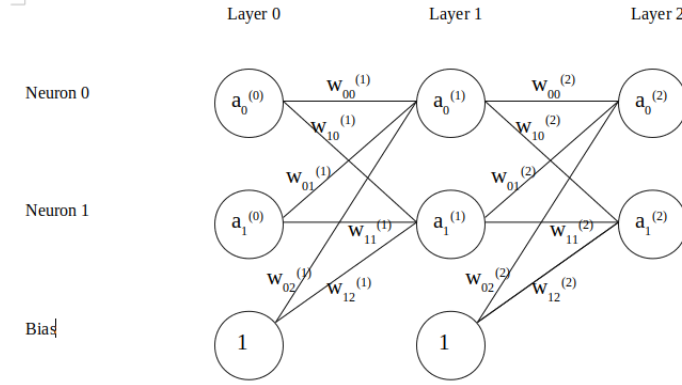 Layer 0 Layer 1 Layer 2
Neuron 0 a₀⁽⁰⁾ w₀₀⁽¹⁾ a₀⁽¹⁾ w₀₀⁽²⁾ a₀⁽²⁾
w₁₀⁽¹⁾ w₁₀⁽²⁾
w₀₁⁽¹⁾ w₀₁⁽²⁾
Neuron 1 a₁⁽⁰⁾ w₁₁⁽¹⁾ a₁⁽¹⁾ w₁₁⁽²⁾ a₁⁽²⁾
w₀₂⁽¹⁾ w₁₂⁽¹⁾ w₀₂⁽²⁾ w₁₂⁽²⁾
Bias 1 1